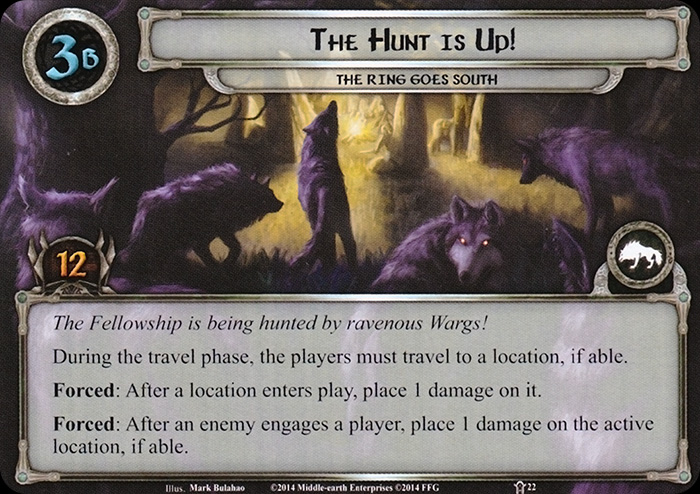 3B
THE HUNT IS UP!
THE RING GOES SOUTH
12
The Fellowship is being hunted by ravenous Wargs!
During the travel phase, the players must travel to a location, if able.
Forced: After a location enters play, place 1 damage on it.
Forced: After an enemy engages a player, place 1 damage on the active
location, if able.
Illus. Mark Bulahao ©2014 Middle-earth Enterprises ©2014 FFG 22